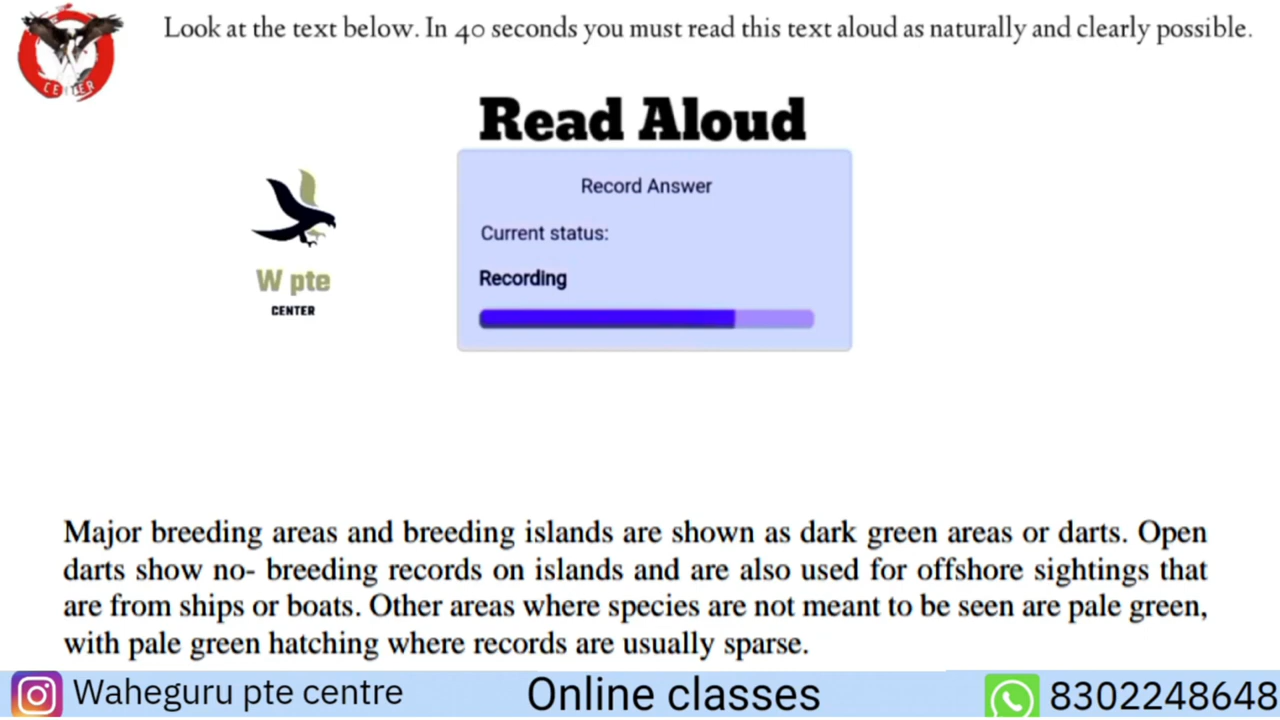 Look at the text below. In 40 seconds you must read this text aloud as naturally and clearly possible.
CENTER
Read Aloud
Record Answer
Current status:
Recording
W pte
CENTER
Major breeding areas and breeding islands are shown as dark green areas or darts. Open
darts show no- breeding records on islands and are also used for offshore sightings that
are from ships or boats. Other areas where species are not meant to be seen are pale green,
with pale green hatching where records are usually sparse.
Waheguru pte centre
Online classes
8302248648